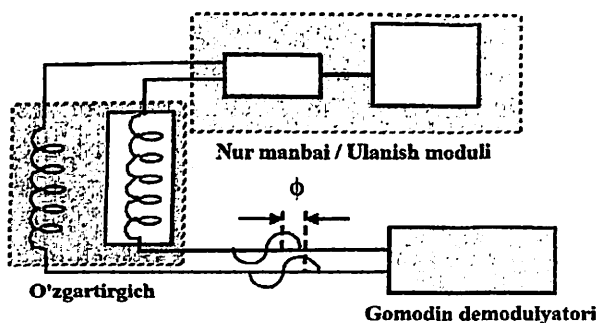 Nur manbai / Ulanish moduli
ϕ
O'zgartirgich
Gomodin demodulyatori